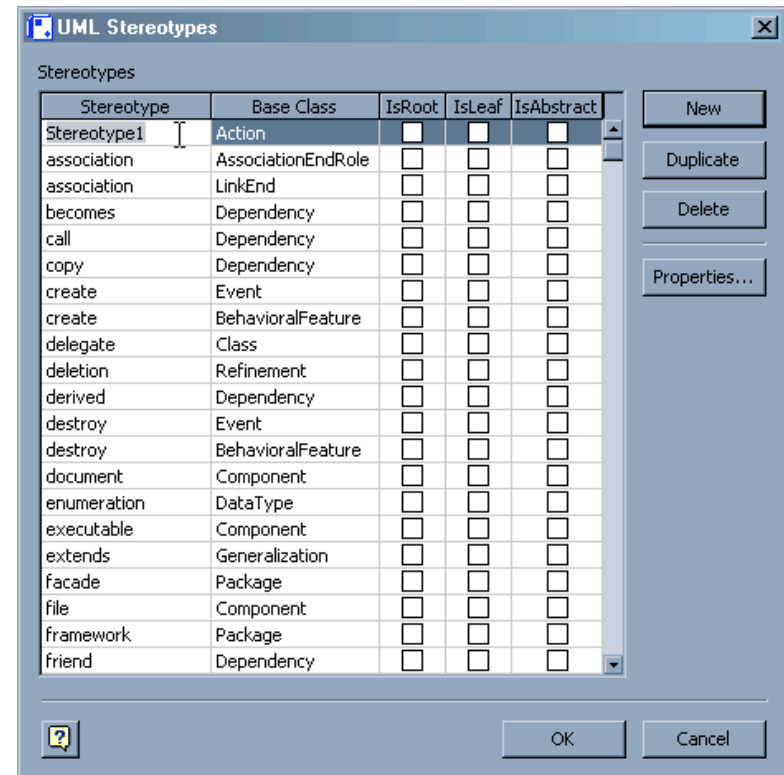 UML Stereotypes
Stereotypes
Stereotype Base Class IsRoot IsLeaf IsAbstract
Stereotype1 Action
association AssociationEndRole
association LinkEnd
becomes Dependency
call Dependency
copy Dependency
create Event
create BehavioralFeature
delegate Class
deletion Refinement
derived Dependency
destroy Event
destroy BehavioralFeature
document Component
enumeration DataType
executable Component
extends Generalization
facade Package
file Component
framework Package
friend Dependency
New
Duplicate
Delete
Properties...
OK Cancel